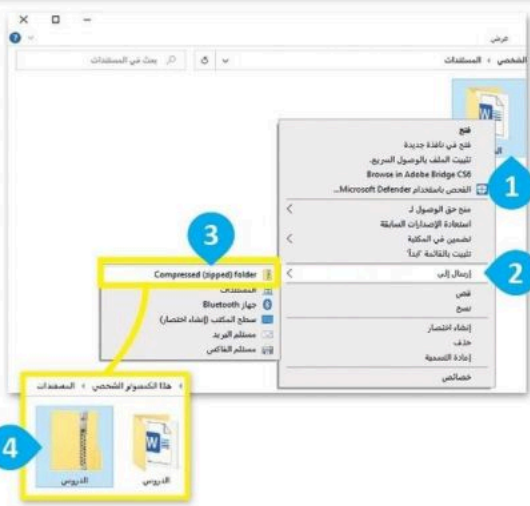 عرض
الشخصي › المستندات
بحث في المستندات
فتح
فتح في نافذة جديدة
تثبيت الملف بالوصول السريع.
Browse in Adobe Bridge CS6
الفحص باستخدام Microsoft Defender...
منح حق الوصول لـ
استعادة الإصدارات السابقة
تضمين في المكتبة
تثبيت بالقائمة "ابدأ"
إرسال إلى
قص
نسخ
إنشاء اختصار
حذف
إعادة التسمية
خصائص
1
2
3
Compressed (zipped) folder
المستندات
جهاز Bluetooth
سطح المكتب (إنشاء اختصار)
مستلم البريد
مستلم الفاكس
هذا الكمبيوتر الشخصي › المستندات
4
الدروس
الدروس